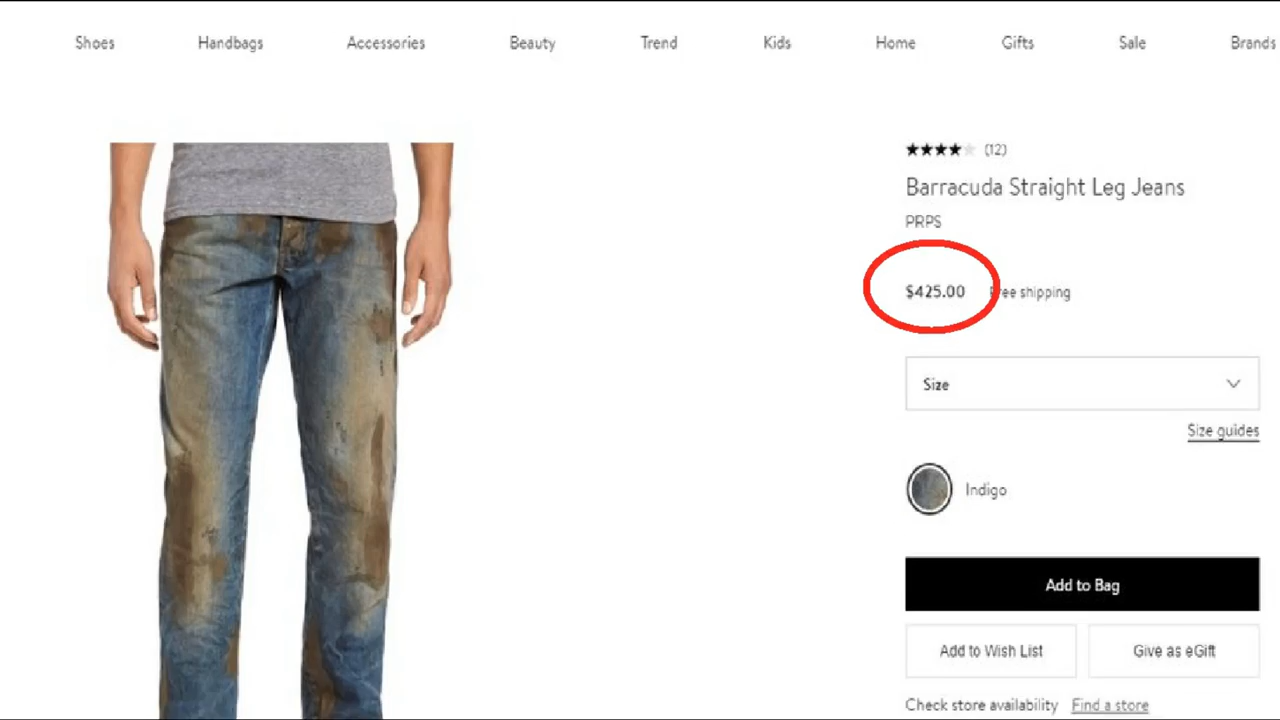 Shoes Handbags Accessories Beauty Trend Kids Home Gifts Sale Brands
(12)
Barracuda Straight Leg Jeans
PRPS
$425.00 Free shipping
Size
Size guides
Indigo
Add to Bag
Add to Wish List Give as eGift
Check store availability Find a store